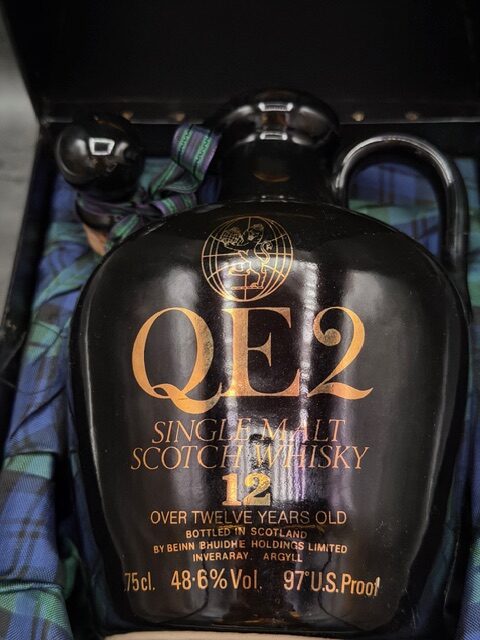 QE2
SINGLE MALT
SCOTCH WHISKY
12
OVER TWELVE YEARS OLD
BOTTLED IN SCOTLAND
BY BEINN BHUIDHE HOLDINGS LIMITED
INVERARAY, ARGYLL
75cl. 48·6% Vol. 97° U.S. Proof